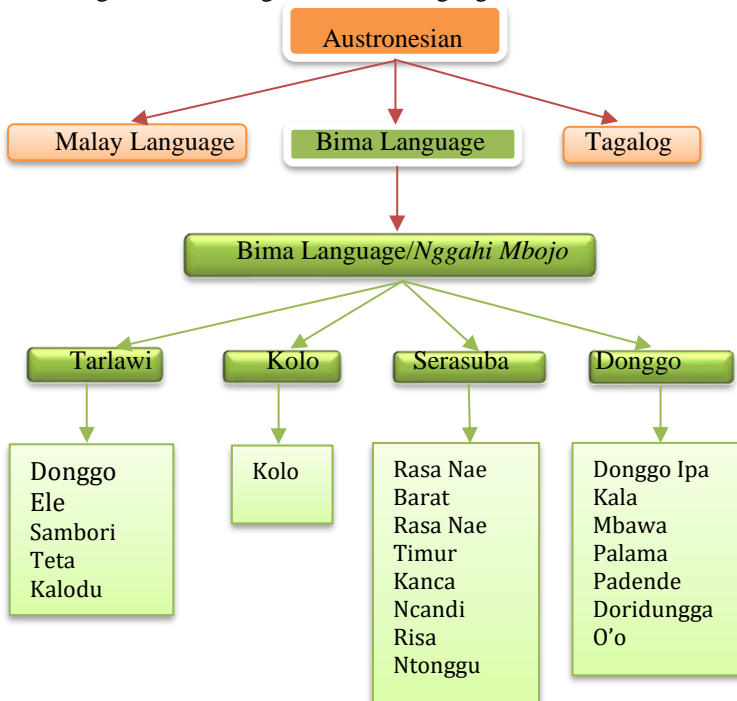 Austronesian
Malay Language
Bima Language
Tagalog
Bima Language/Nggahi Mbojo
Tarlawi
Kolo
Serasuba
Donggo
Donggo
Ele
Sambori
Teta
Kalodu
Kolo
Rasa Nae
Barat
Rasa Nae
Timur
Kanca
Ncandi
Risa
Ntonggu
Donggo Ipa
Kala
Mbawa
Palama
Padende
Doridungga
O’o